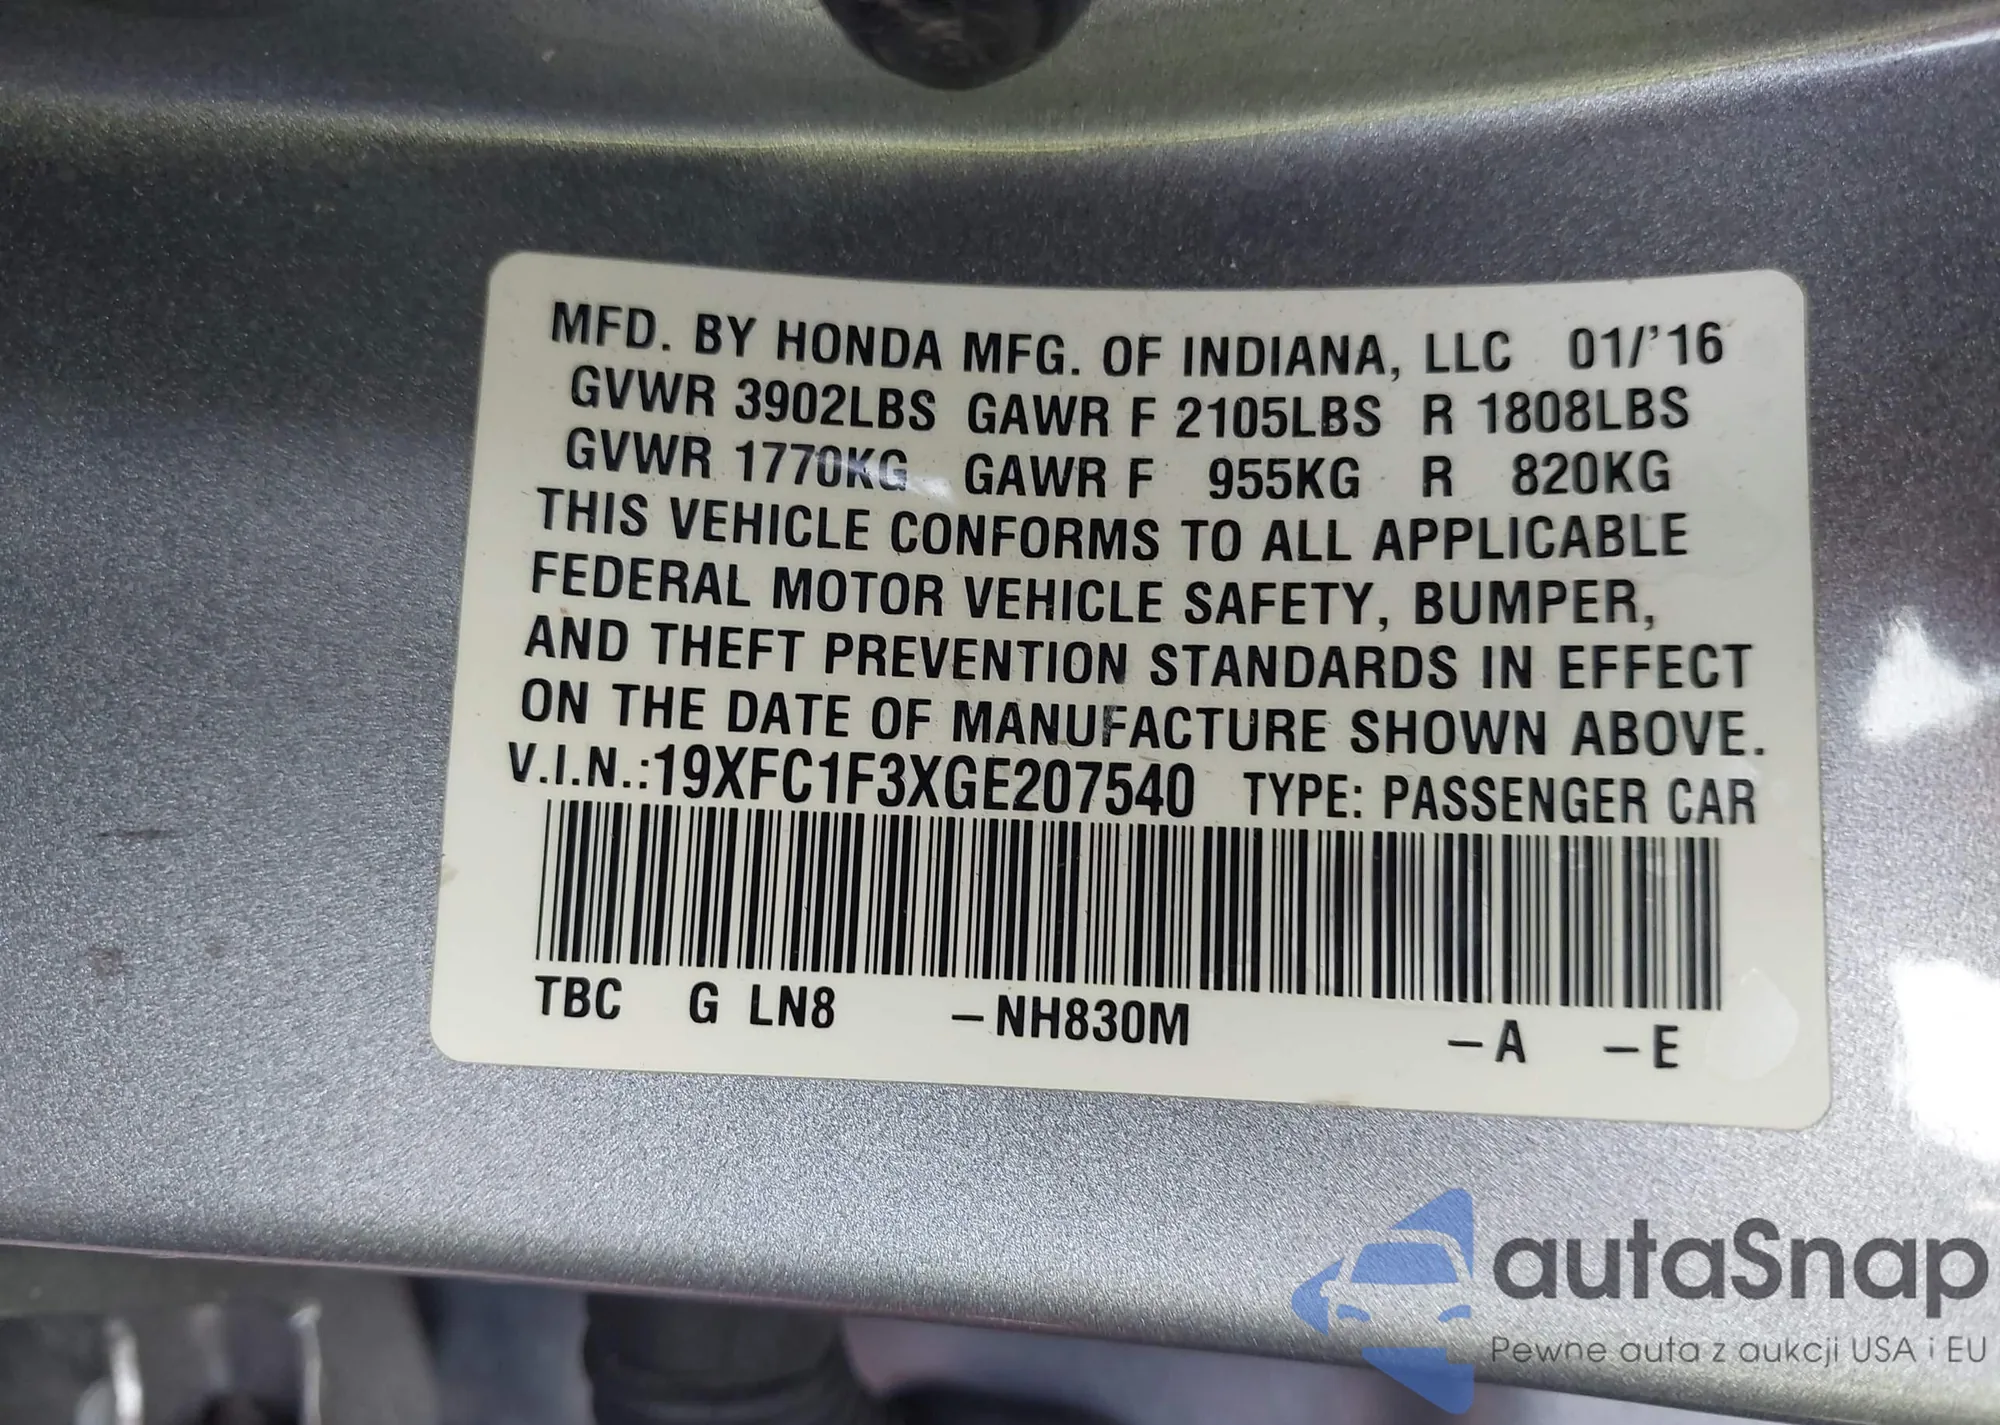 MFD. BY HONDA MFG. OF INDIANA, LLC 01/'16
GVWR 3902LBS GAWR F 2105LBS R 1808LBS
GVWR 1770KG GAWR F 955KG R 820KG
THIS VEHICLE CONFORMS TO ALL APPLICABLE
FEDERAL MOTOR VEHICLE SAFETY, BUMPER,
AND THEFT PREVENTION STANDARDS IN EFFECT
ON THE DATE OF MANUFACTURE SHOWN ABOVE.
V.I.N.:19XFC1F3XGE207540 TYPE: PASSENGER CAR
TBC G LN8 –NH830M –A –E
autaSnap
Pewne auta z aukcji USA i EU